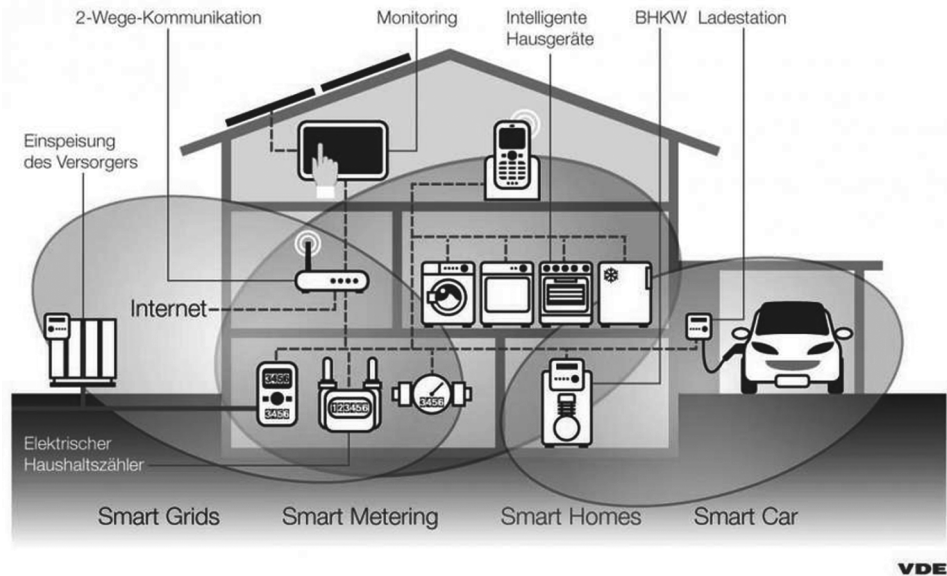 2-Wege-Kommunikation
Monitoring
Intelligente
Hausgeräte
BHKW
Ladestation
Einspeisung
des Versorgers
Internet
3456
3456
123456
3456
Elektrischer
Haushaltszähler
Smart Grids
Smart Metering
Smart Homes
Smart Car
VDE